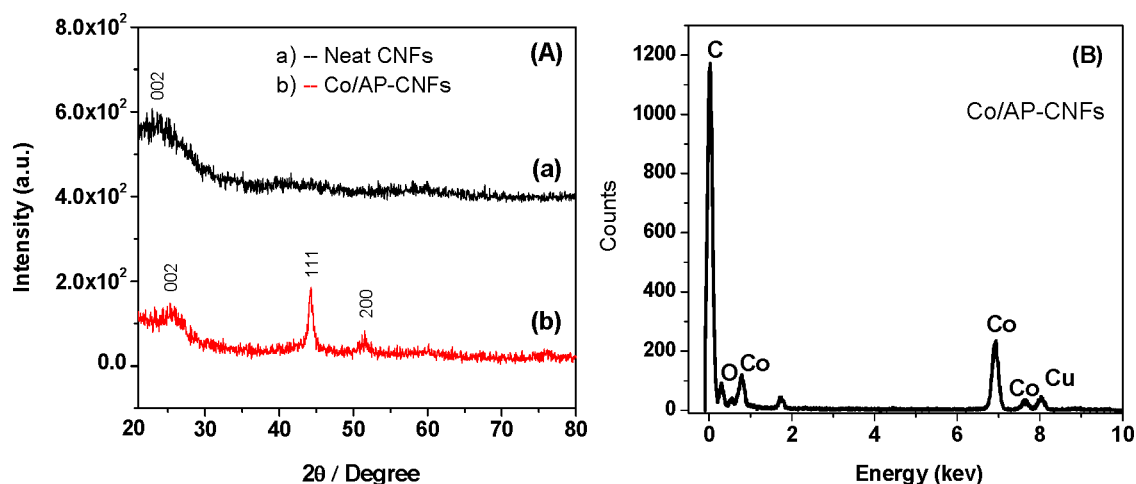 8.0x10²
6.0x10²
4.0x10²
2.0x10²
0.0
Intensity (a.u.)
(A)
a) -- Neat CNFs
b) -- Co/AP-CNFs
002
(a)
002
111
200
(b)
20 30 40 50 60 70 80
2θ / Degree
(B)
Co/AP-CNFs
1200
1000
800
600
400
200
0
Counts
C
O
Co
Co
Co
Cu
0 2 4 6 8 10
Energy (kev)